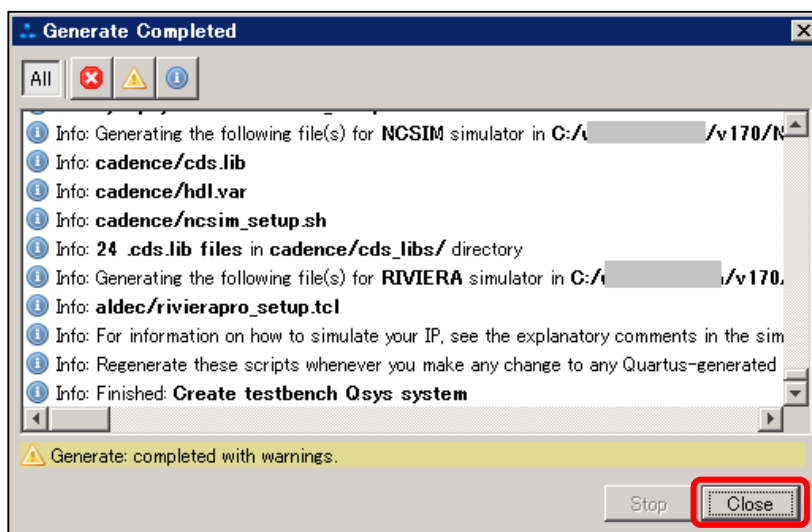 Generate Completed
All
Info: Generating the following file(s) for NCSIM simulator in C:/ /v170/N
Info: cadence/cds.lib
Info: cadence/hdl.var
Info: cadence/ncsim_setup.sh
Info: 24 .cds.lib files in cadence/cds_libs/ directory
Info: Generating the following file(s) for RIVIERA simulator in C:/ /v170/
Info: aldec/rivierapro_setup.tcl
Info: For information on how to simulate your IP, see the explanatory comments in the sim
Info: Regenerate these scripts whenever you make any change to any Quartus-generated
Info: Finished: Create testbench Qsys system
Generate: completed with warnings.
Stop Close